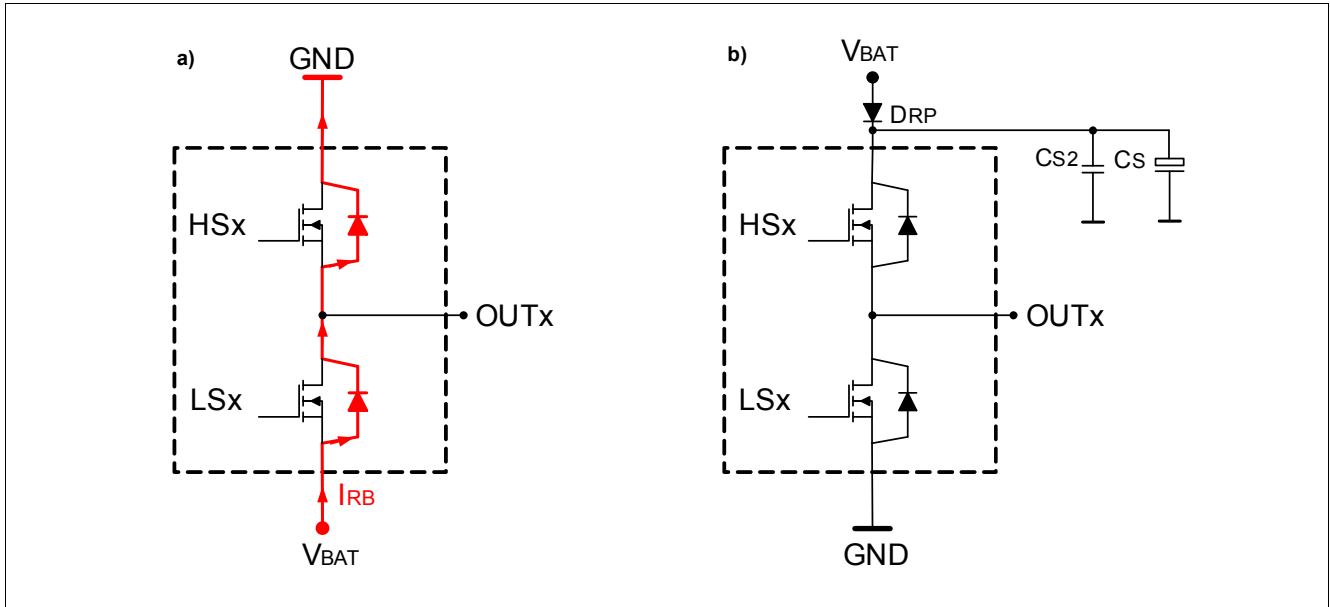 a)
GND
HSx
OUTx
LSx
IRB
VBAT
b)
VBAT
DRP
CS2
CS
HSx
OUTx
LSx
GND